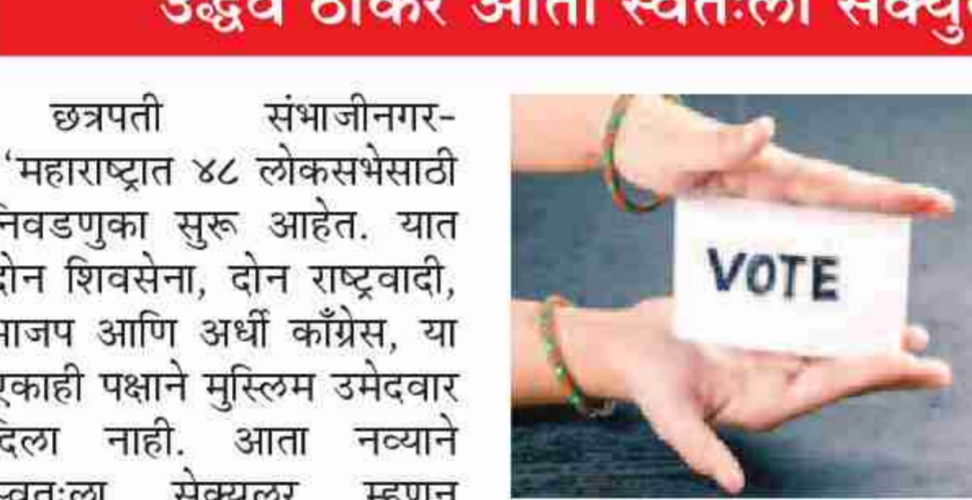 उद्धव ठाकरे आता स्वतःला सेक्यु
छत्रपती संभाजीनगर-
‘महाराष्ट्रात ४८ लोकसभेसाठी
निवडणुका सुरू आहेत. यात
दोन शिवसेना, दोन राष्ट्रवादी,
भाजप आणि अर्धी काँग्रेस, या
एकाही पक्षाने मुस्लिम उमेदवार
दिला नाही. आता नव्याने
स्वतःला सेक्युलर म्हणून
VOTE